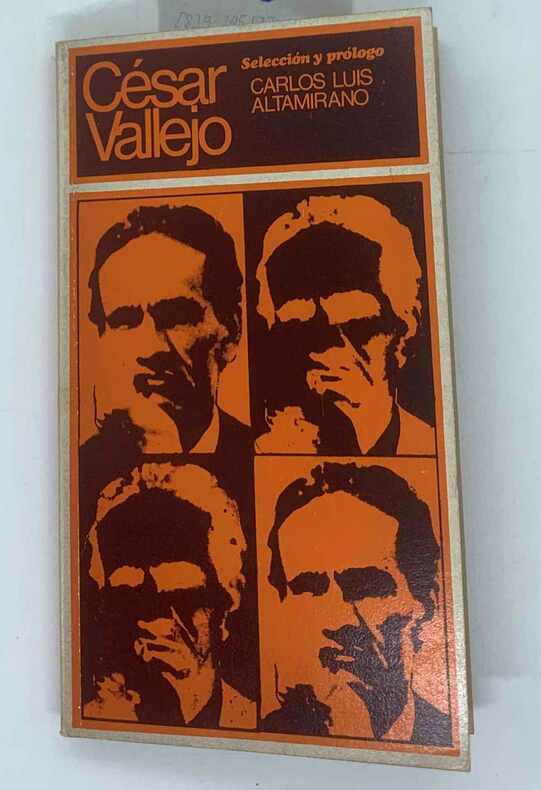 César
Vallejo
Selección y prólogo
CARLOS LUIS
ALTAMIRANO